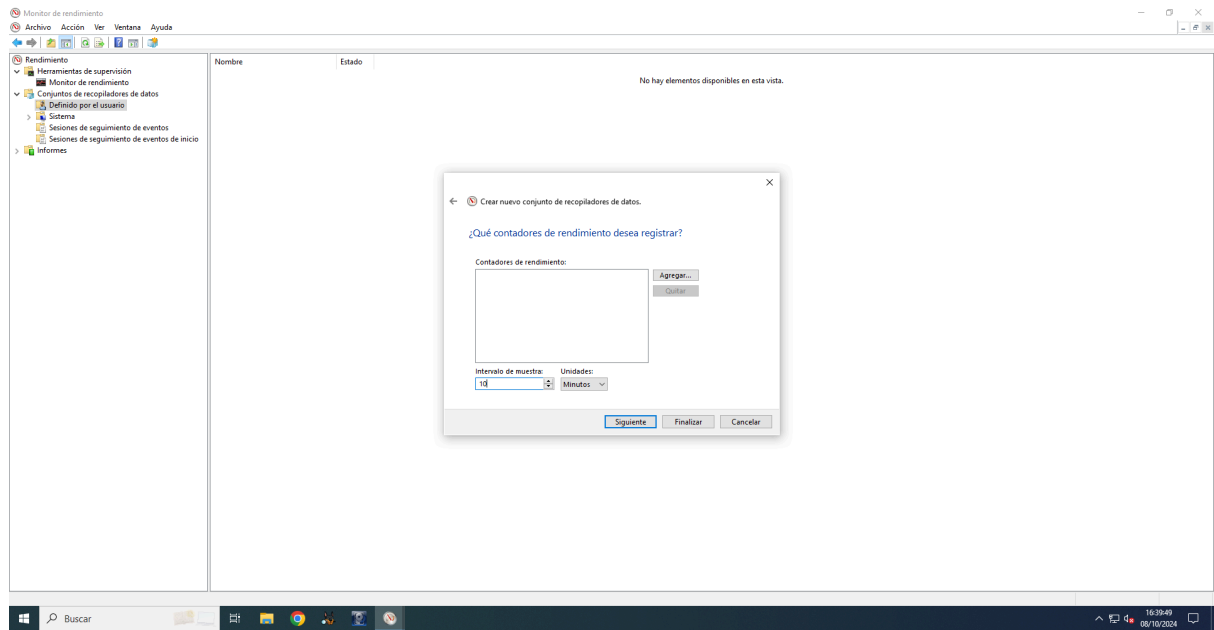 Monitor de rendimiento
Archivo Acción Ver Ventana Ayuda
Rendimiento
Herramientas de supervisión
Monitor de rendimiento
Conjuntos de recopiladores de datos
Definido por el usuario
Sistema
Sesiones de seguimiento de eventos
Sesiones de seguimiento de eventos de inicio
Informes
Nombre Estado
No hay elementos disponibles en esta vista.
Crear nuevo conjunto de recopiladores de datos.
¿Qué contadores de rendimiento desea registrar?
Contadores de rendimiento:
Agregar...
Quitar
Intervalo de muestra: Unidades:
10 Minutos
Siguiente Finalizar Cancelar
Buscar
16:39:49
08/10/2024